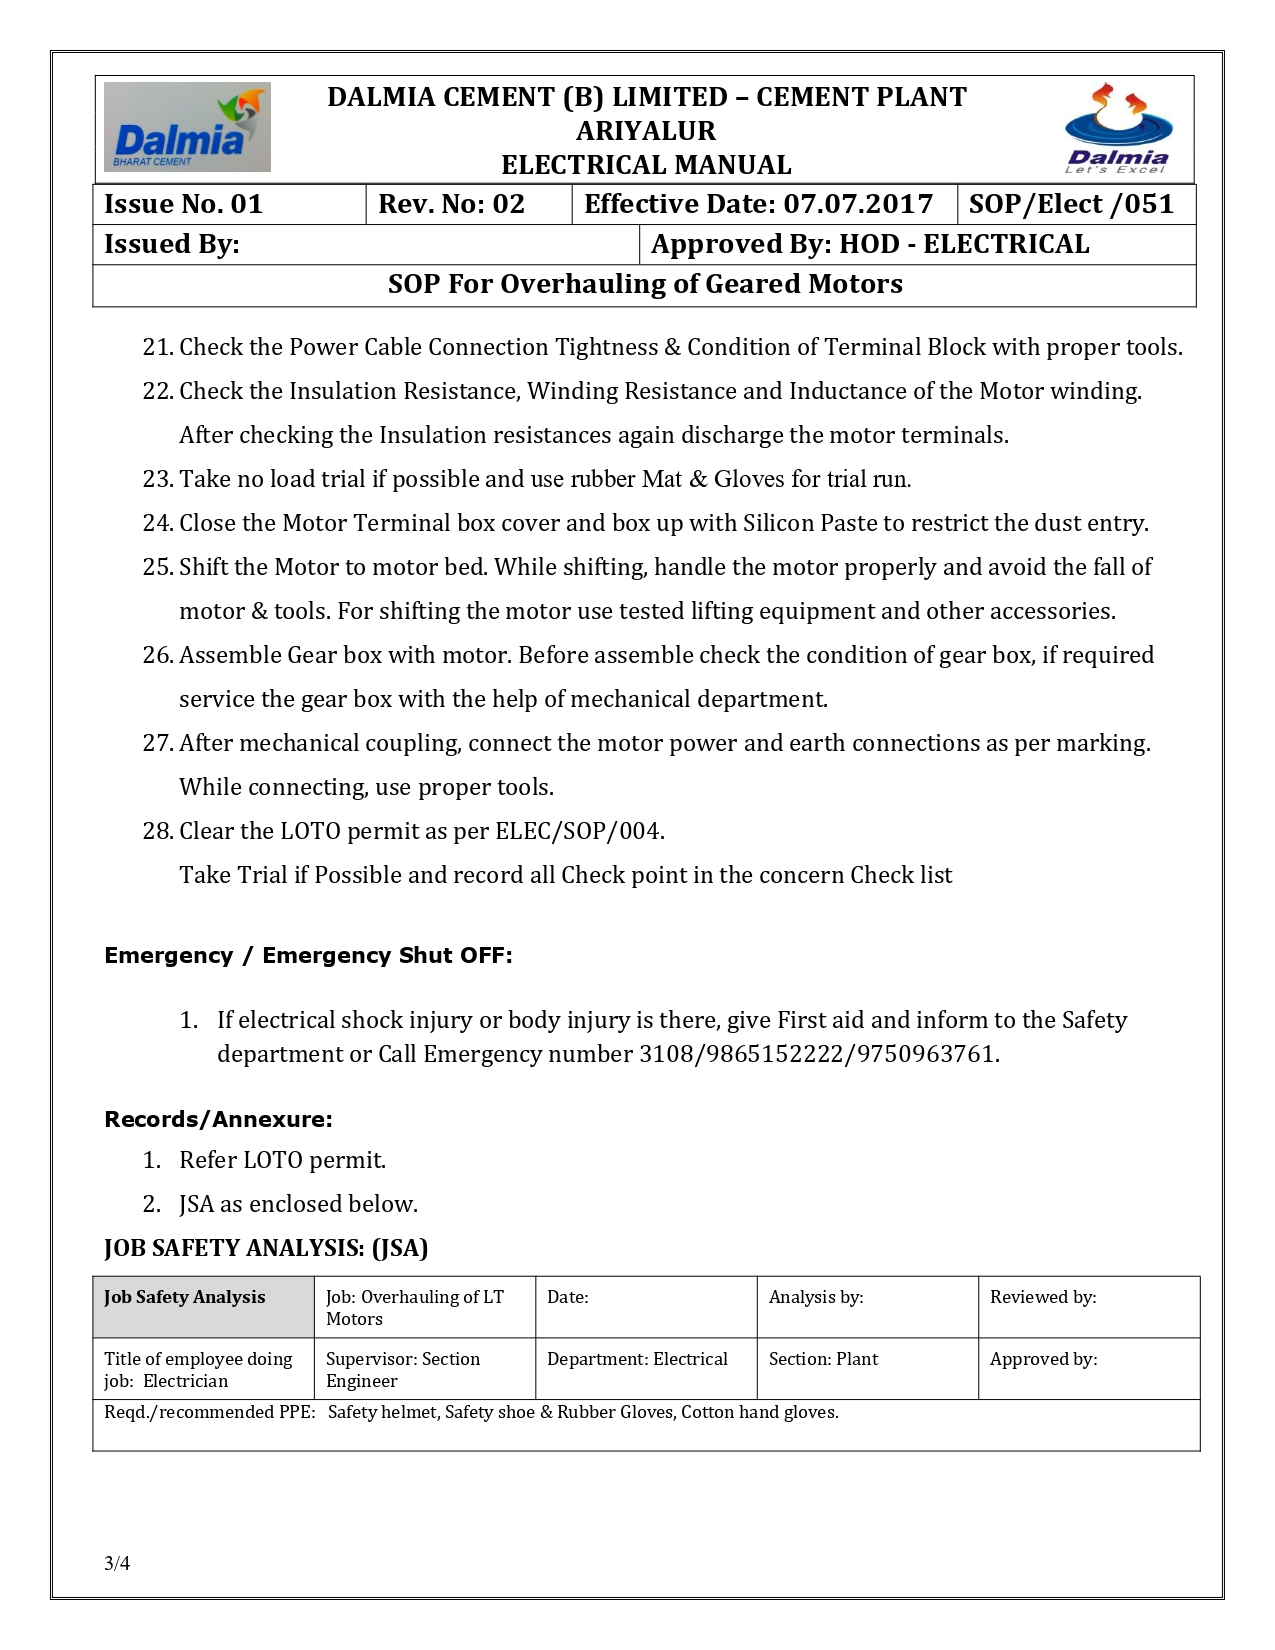 Dalmia
BHARAT CEMENT
DALMIA CEMENT (B) LIMITED – CEMENT PLANT
ARIYALUR
ELECTRICAL MANUAL
Dalmia
Let's Excel
Issue No. 01 Rev. No: 02 Effective Date: 07.07.2017 SOP/Elect /051
Issued By: Approved By: HOD - ELECTRICAL
SOP For Overhauling of Geared Motors
21. Check the Power Cable Connection Tightness & Condition of Terminal Block with proper tools.
22. Check the Insulation Resistance, Winding Resistance and Inductance of the Motor winding.
After checking the Insulation resistances again discharge the motor terminals.
23. Take no load trial if possible and use rubber Mat & Gloves for trial run.
24. Close the Motor Terminal box cover and box up with Silicon Paste to restrict the dust entry.
25. Shift the Motor to motor bed. While shifting, handle the motor properly and avoid the fall of
motor & tools. For shifting the motor use tested lifting equipment and other accessories.
26. Assemble Gear box with motor. Before assemble check the condition of gear box, if required
service the gear box with the help of mechanical department.
27. After mechanical coupling, connect the motor power and earth connections as per marking.
While connecting, use proper tools.
28. Clear the LOTO permit as per ELEC/SOP/004.
Take Trial if Possible and record all Check point in the concern Check list
Emergency / Emergency Shut OFF:
1. If electrical shock injury or body injury is there, give First aid and inform to the Safety
department or Call Emergency number 3108/9865152222/9750963761.
Records/Annexure:
1. Refer LOTO permit.
2. JSA as enclosed below.
JOB SAFETY ANALYSIS: (JSA)
Job Safety Analysis Job: Overhauling of LT Date: Analysis by: Reviewed by:
Motors
Title of employee doing Supervisor: Section Department: Electrical Section: Plant Approved by:
job: Electrician Engineer
Reqd./recommended PPE: Safety helmet, Safety shoe & Rubber Gloves, Cotton hand gloves.
3/4